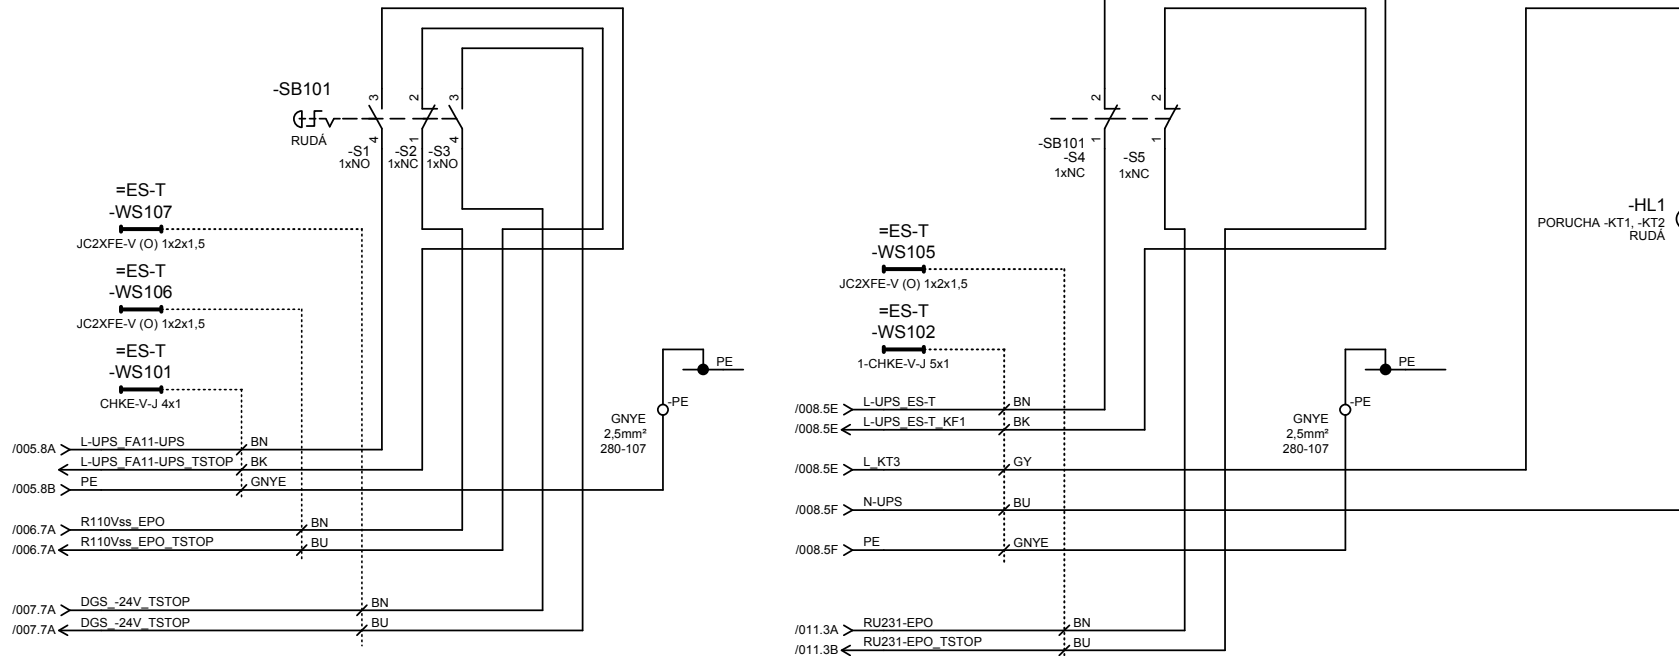 -SB101
RUDÁ
3
4
-S1
1xNO
2
1
-S2
1xNC
3
4
-S3
1xNO
=ES-T
-WS107
JC2XFE-V (O) 1x2x1,5
=ES-T
-WS106
JC2XFE-V (O) 1x2x1,5
=ES-T
-WS101
CHKE-V-J 4x1
PE
-PE
GNYE
2,5mm²
280-107
/005.8A L-UPS_FA11-UPS BN
L-UPS_FA11-UPS_TSTOP BK
/005.8B PE GNYE
/006.7A R110Vss_EPO BN
/006.7A R110Vss_EPO_TSTOP BU
/007.7A DGS_-24V_TSTOP BN
/007.7A DGS_-24V_TSTOP BU
2
1
-SB101
-S4
1xNC
2
1
-S5
1xNC
=ES-T
-WS105
JC2XFE-V (O) 1x2x1,5
=ES-T
-WS102
1-CHKE-V-J 5x1
PE
-PE
GNYE
2,5mm²
280-107
/008.5E L-UPS_ES-T BN
/008.5E L-UPS_ES-T_KF1 BK
/008.5E L_KT3 GY
/008.5F N-UPS BU
/008.5F PE GNYE
/011.3A RU231-EPO BN
/011.3B RU231-EPO_TSTOP BU
-HL1
PORUCHA -KT1, -KT2
RUDÁ